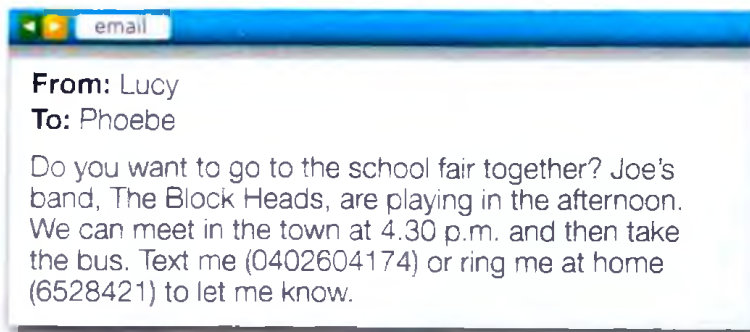 email
From: Lucy
To: Phoebe
Do you want to go to the school fair together? Joe's
band, The Block Heads, are playing in the afternoon.
We can meet in the town at 4.30 p.m. and then take
the bus. Text me (0402604174) or ring me at home
(6528421) to let me know.